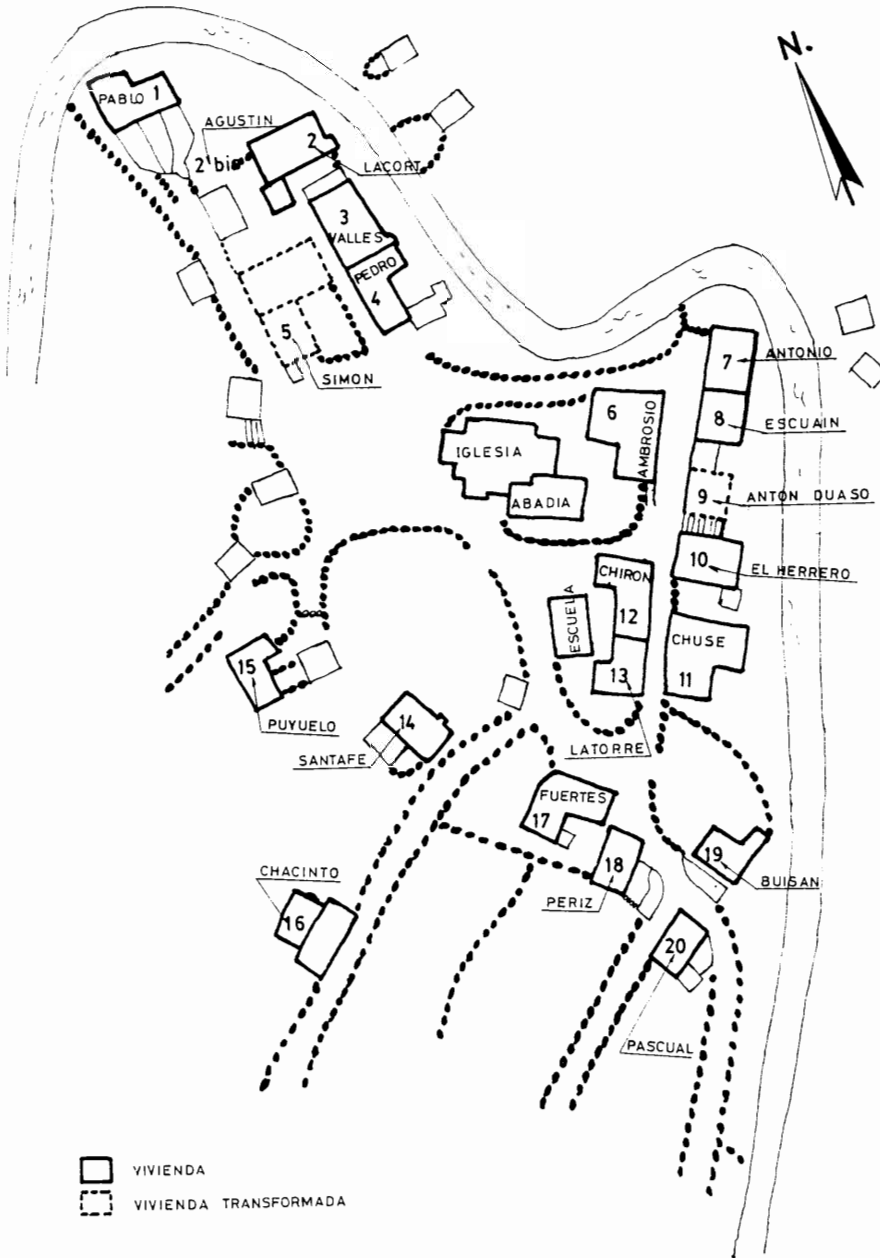 N.
PABLO 1
AGUSTIN
2 bis
2
LACORT
3
VALLES
PEDRO
4
5
SIMON
7
ANTONIO
6
AMBROSIO
8
ESCUAIN
IGLESIA
ABADIA
9
ANTON DUASO
10
EL HERRERO
CHIRON
12
ESCUELA
CHUSE
11
13
LATORRE
15
PUYUELO
14
SANTAFE
FUERTES
17
18
PERIZ
19
BUISAN
CHACINTO
16
20
PASCUAL
VIVIENDA
VIVIENDA TRANSFORMADA